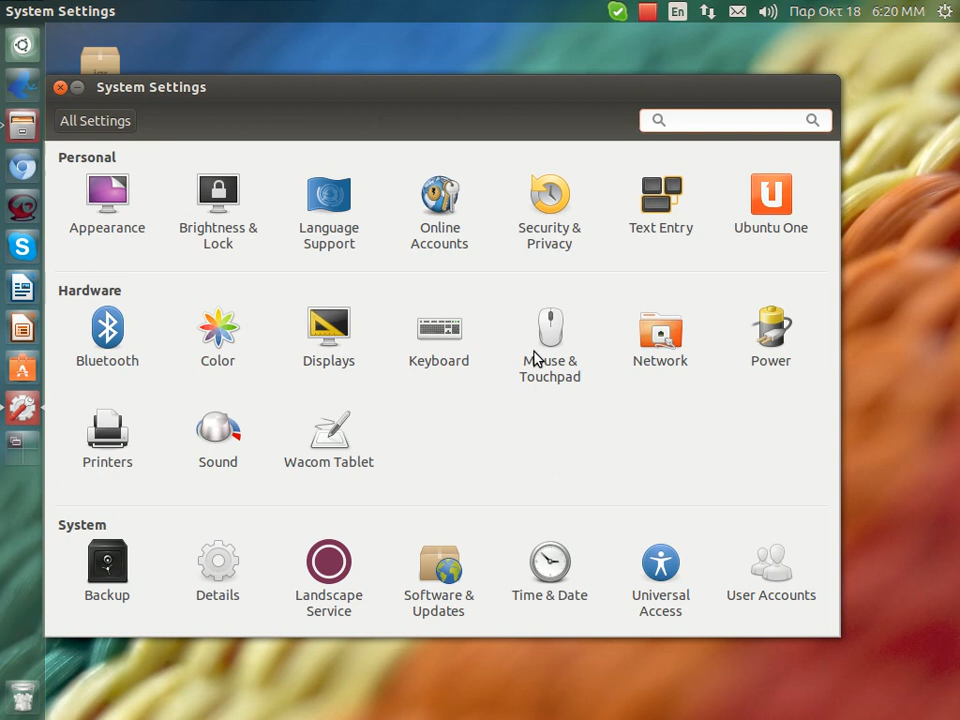 System Settings
En
Παρ Οκτ 18 6:20 ΜΜ
System Settings
All Settings
Personal
Appearance
Brightness &
Lock
Language
Support
Online
Accounts
Security &
Privacy
Text Entry
Ubuntu One
Hardware
Bluetooth
Color
Displays
Keyboard
Mouse &
Touchpad
Network
Power
Printers
Sound
Wacom Tablet
System
Backup
Details
Landscape
Service
Software &
Updates
Time & Date
Universal
Access
User Accounts